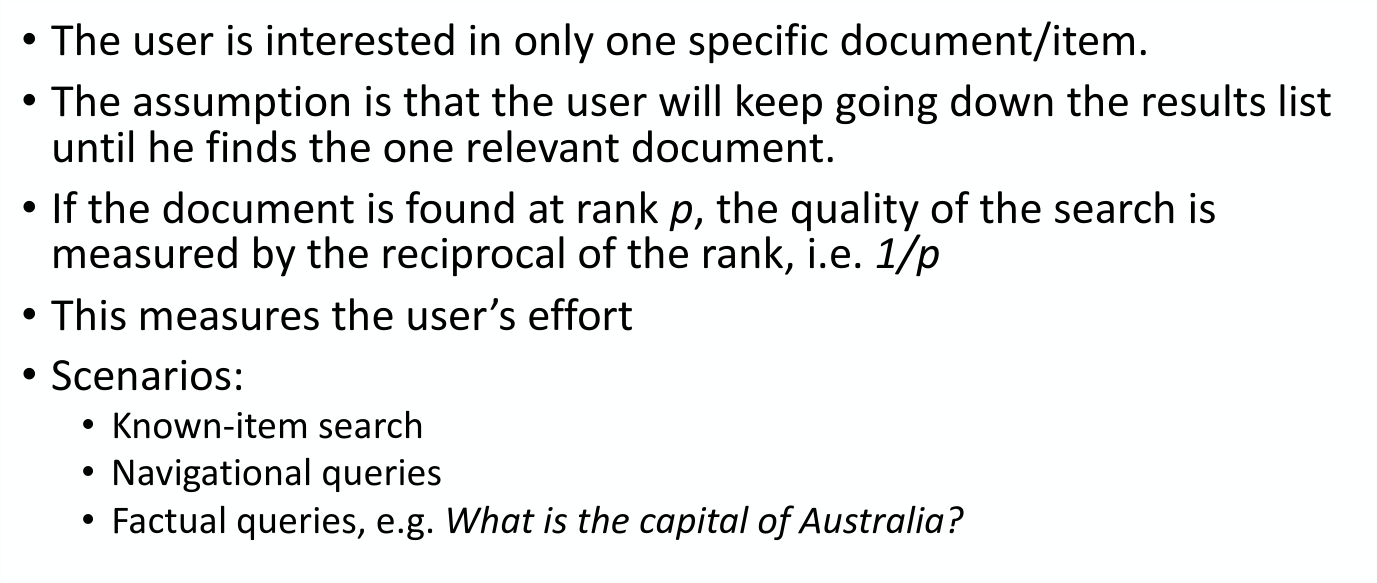 • The user is interested in only one specific document/item.
• The assumption is that the user will keep going down the results list
until he finds the one relevant document.
• If the document is found at rank p, the quality of the search is
measured by the reciprocal of the rank, i.e. 1/p
• This measures the user’s effort
• Scenarios:
• Known-item search
• Navigational queries
• Factual queries, e.g. What is the capital of Australia?